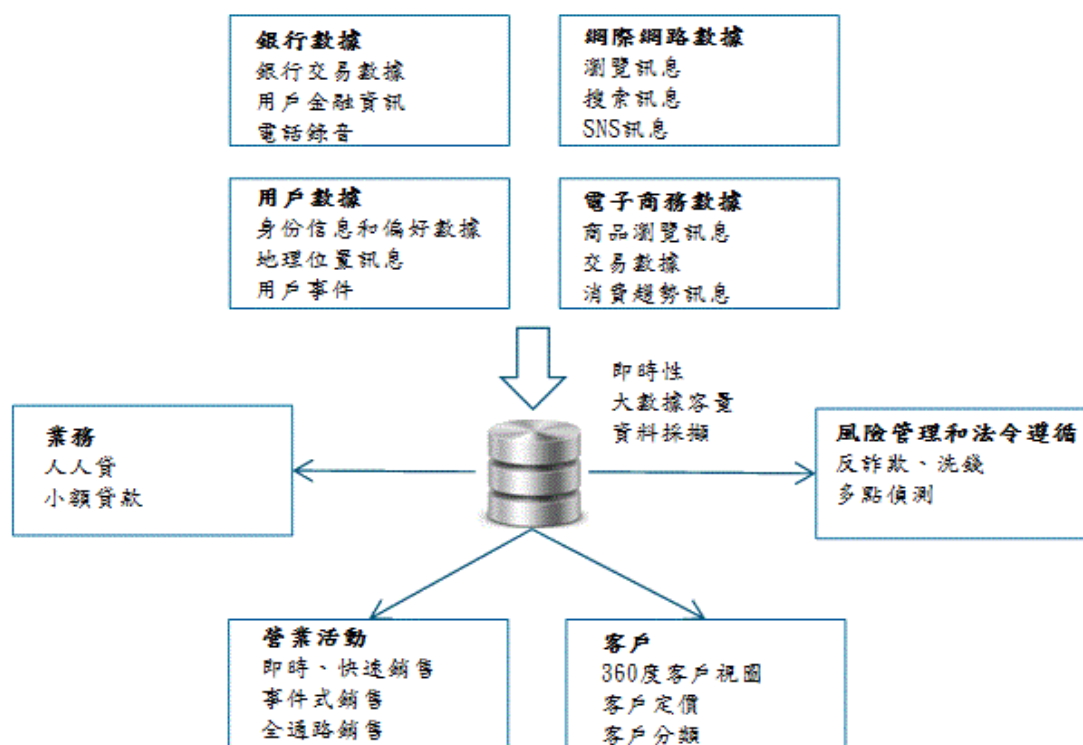 銀行數據
銀行交易數據
用戶金融資訊
電話錄音
網際網路數據
瀏覽訊息
搜索訊息
SNS訊息
用戶數據
身份信息和偏好數據
地理位置訊息
用戶事件
電子商務數據
商品瀏覽訊息
交易數據
消費趨勢訊息
即時性
大數據容量
資料採擷
業務
人人貸
小額貸款
風險管理和法令遵循
反詐欺、洗錢
多點偵測
營業活動
即時、快速銷售
事件式銷售
全通路銷售
客戶
360度客戶視圖
客戶定價
客戶分類